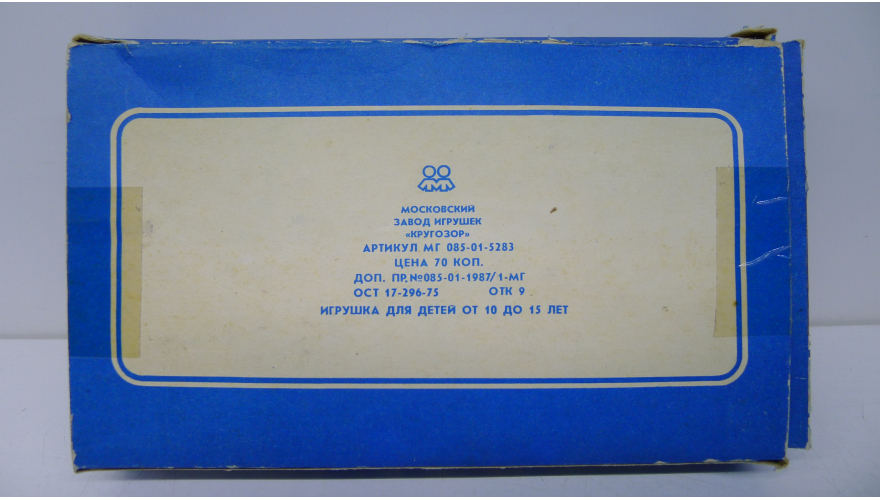 МОСКОВСКИЙ
ЗАВОД ИГРУШЕК
«КРУГОЗОР»
АРТИКУЛ МГ 085-01-5283
ЦЕНА 70 КОП.
ДОП. ПР.№085-01-1987/1-МГ
ОСТ 17-296-75 ОТК 9
ИГРУШКА ДЛЯ ДЕТЕЙ ОТ 10 ДО 15 ЛЕТ